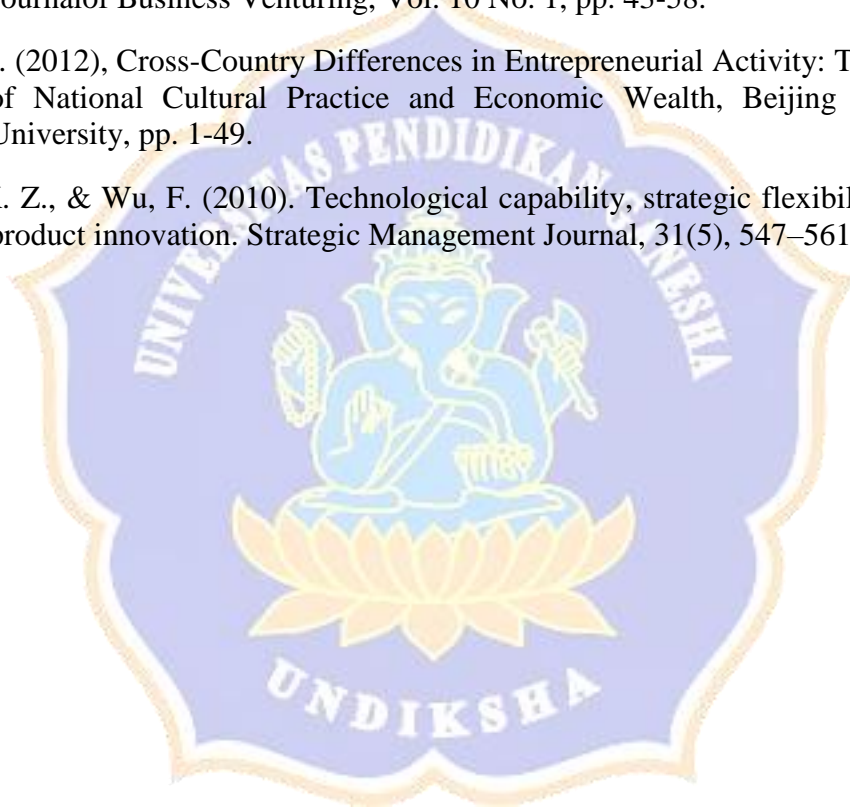 Journalof Business Venturing, Vol. 10 No. 1, pp. 43-58.
. (2012), Cross-Country Differences in Entrepreneurial Activity: T
of National Cultural Practice and Economic Wealth, Beijing
University, pp. 1-49.
. Z., & Wu, F. (2010). Technological capability, strategic flexibil
product innovation. Strategic Management Journal, 31(5), 547–561
UNIVERSITAS PENDIDIKAN GANESHA
UNDIKSHA